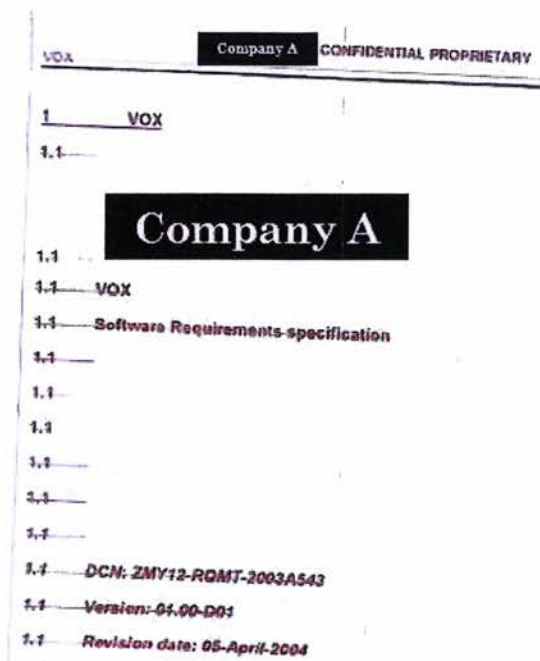 VOX Company A CONFIDENTIAL PROPRIETARY
1 VOX
1.1
Company A
1.1
1.1 VOX
1.1 Software Requirements specification
1.1
1.1
1.1
1.1
1.1
1.1
1.1 DCN: ZMY12-RQMT-2003A543
1.1 Version: 01.00-D01
1.1 Revision date: 05-April-2004